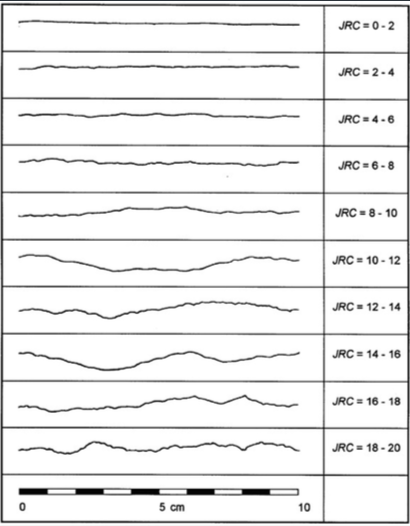 JRC = 0 - 2
JRC = 2 - 4
JRC = 4 - 6
JRC = 6 - 8
JRC = 8 - 10
JRC = 10 - 12
JRC = 12 - 14
JRC = 14 - 16
JRC = 16 - 18
JRC = 18 - 20
0 5 cm 10